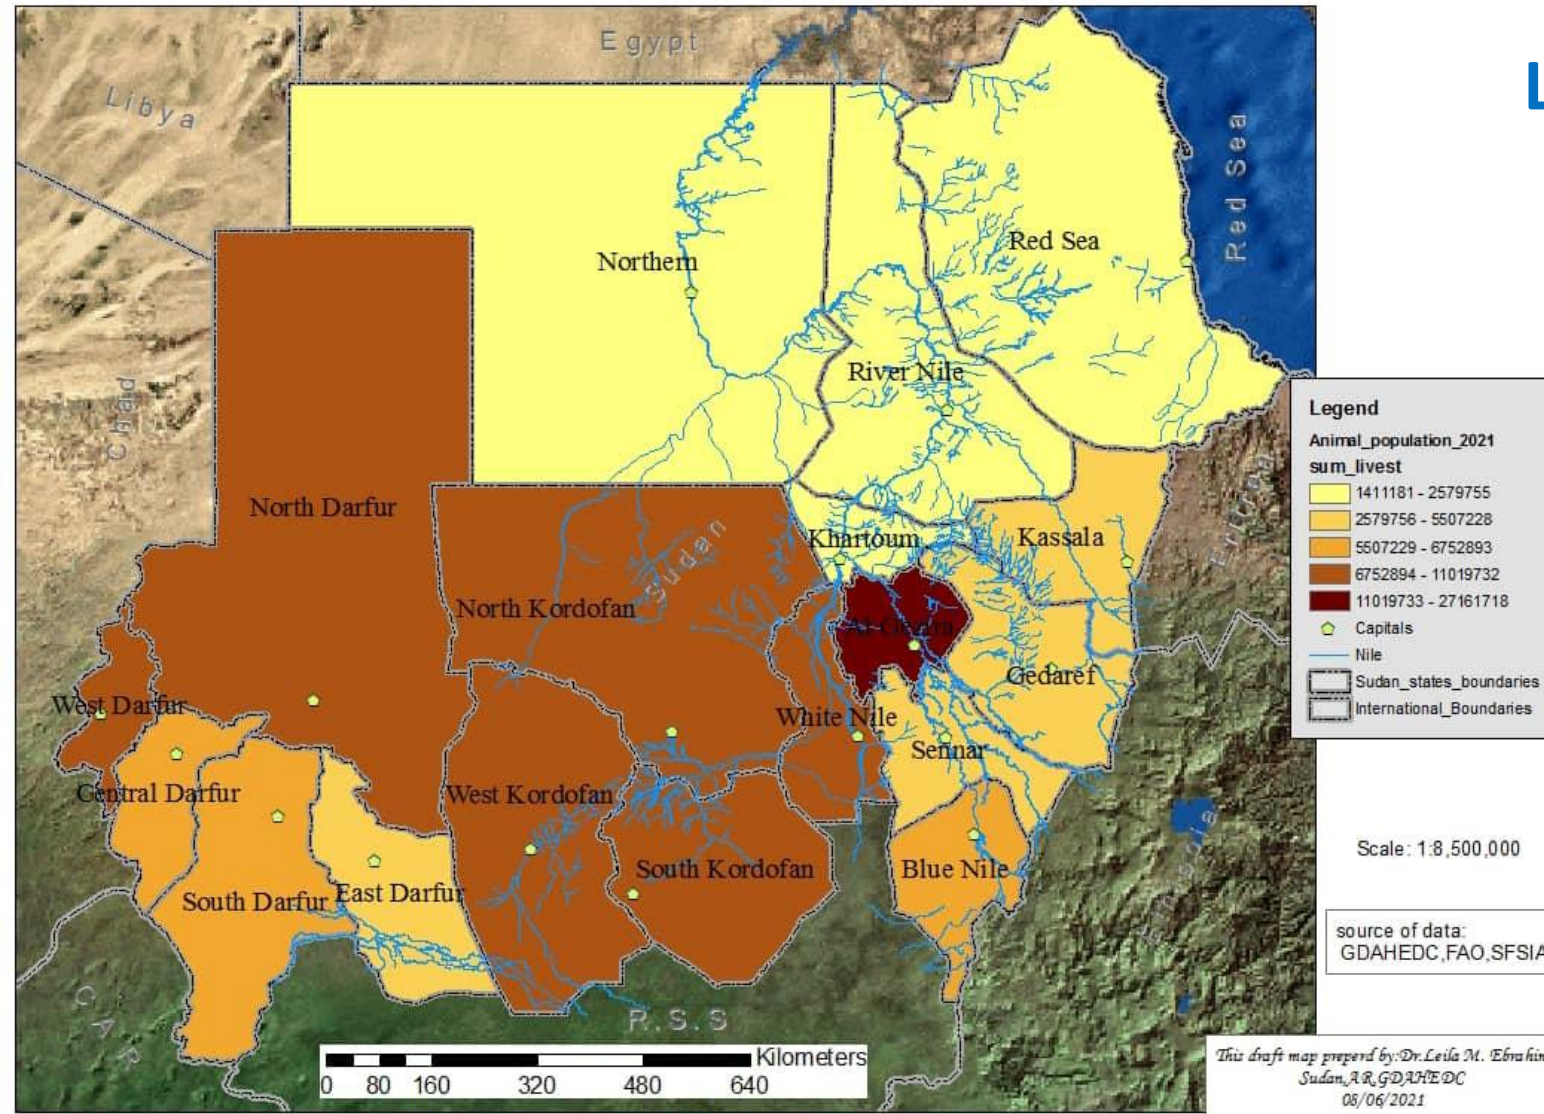 L
Egypt
Libya
Red Sea
Red Sea
Northern
River Nile
Chad
Legend
Animal_population_2021
sum_livest
1411181 - 2579755
2579756 - 5507228
5507229 - 6752893
6752894 - 11019732
11019733 - 27161718
Capitals
Nile
Sudan_states_boundaries
International_Boundaries
North Darfur
Sudan
Khartoum
Kassala
North Kordofan
Al Gezira
Gedaref
West Darfur
White Nile
Sennar
Central Darfur
West Kordofan
South Kordofan
Blue Nile
South Darfur
East Darfur
Scale: 1:8,500,000
source of data:
GDAHEDC,FAO,SFSIA
C A R
R.S.S
Kilometers
0 80 160 320 480 640
This draft map preperd by:Dr.Leila M. Ebrahim
Sudan,AR,GDAHEDC
08/06/2021